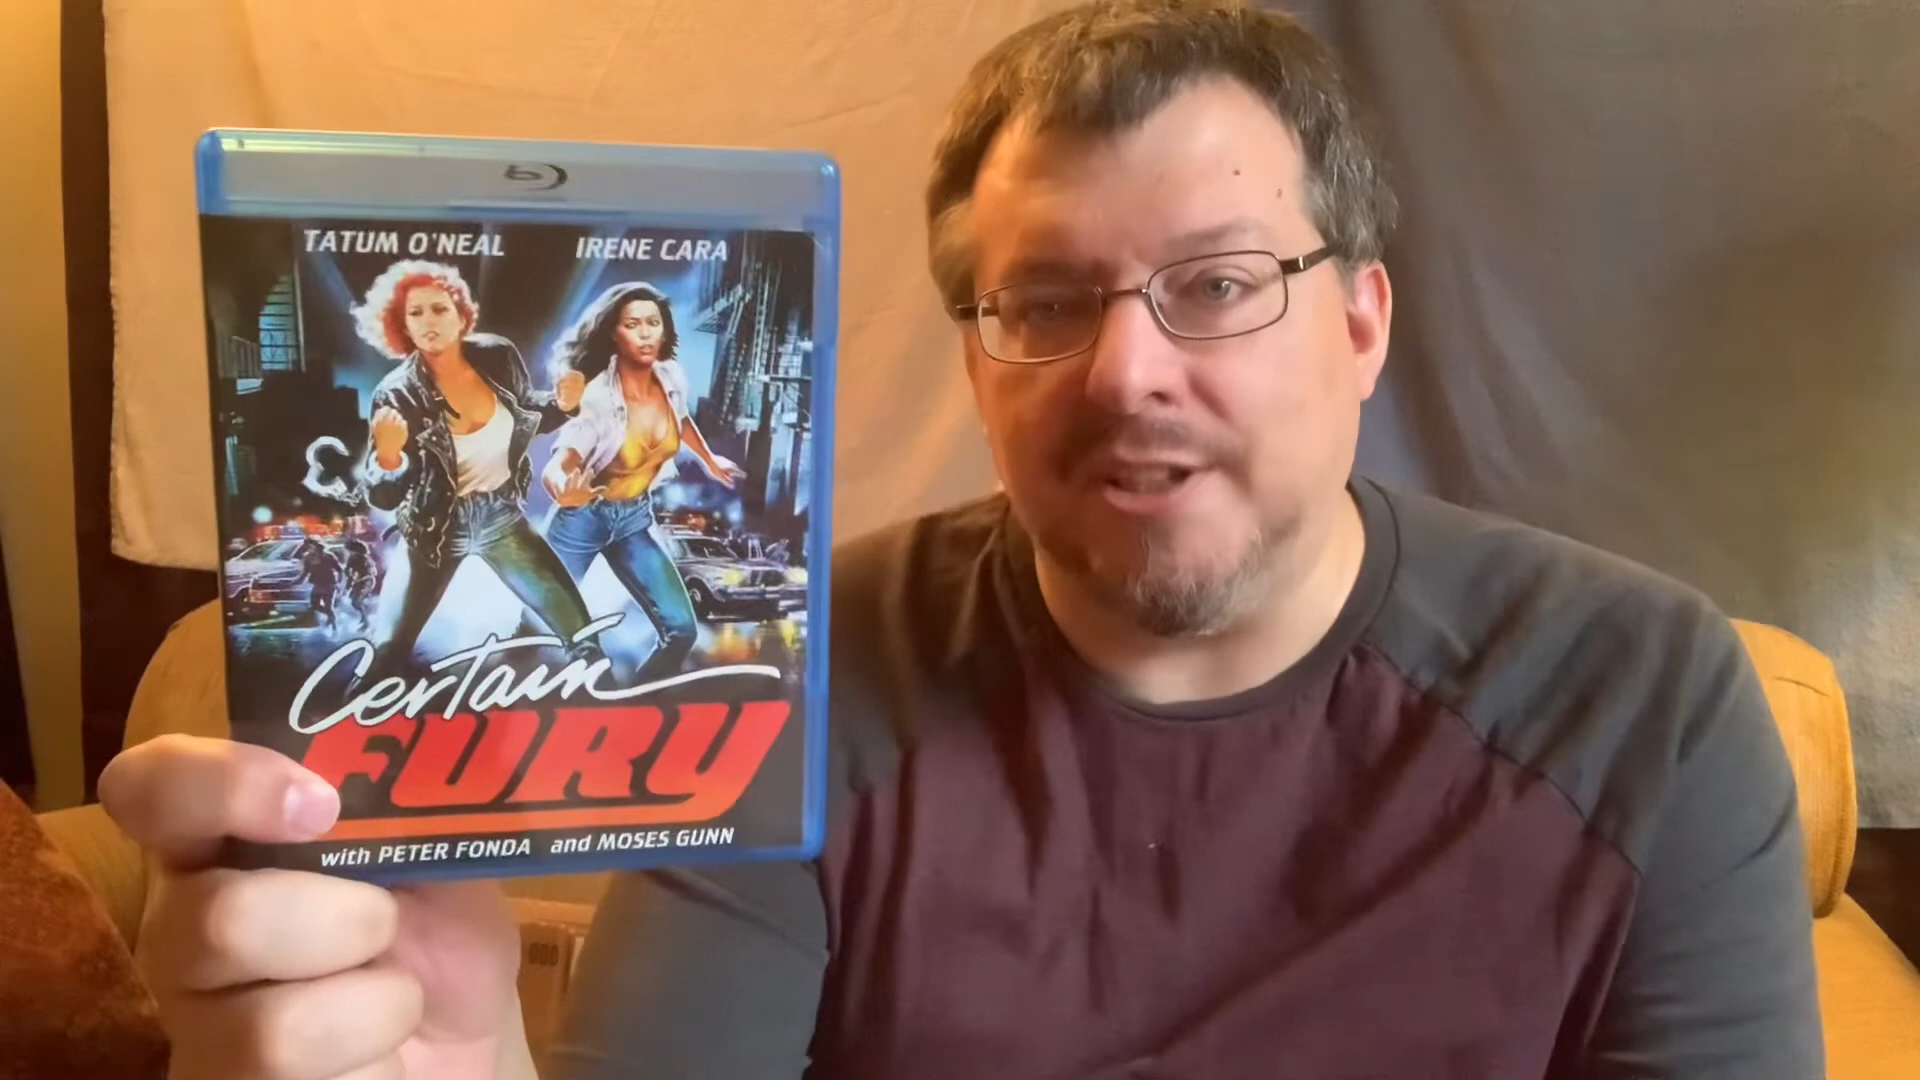 TATUM O'NEAL IRENE CARA
Certain
FURY
with PETER FONDA and MOSES GUNN